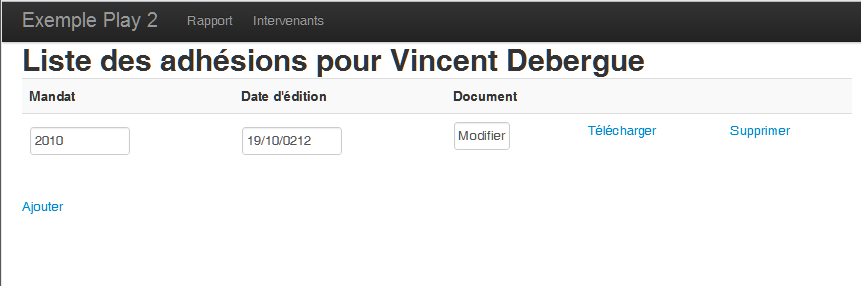 Exemple Play 2 Rapport Intervenants
Liste des adhésions pour Vincent Debergue
Mandat Date d'édition Document
2010 19/10/0212 Modifier Télécharger Supprimer
Ajouter